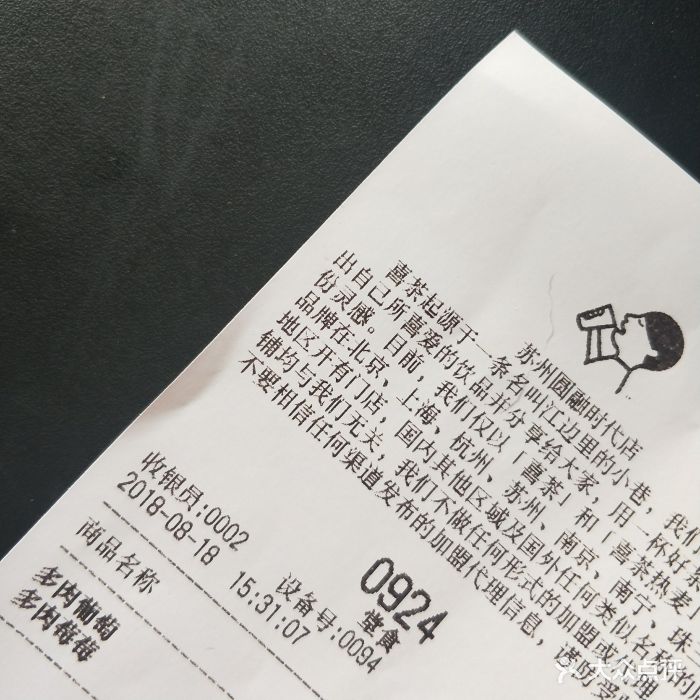 苏州圆融时代店
喜茶起源于一条名叫江边里的小巷，我们
出自己所喜爱的饮品并分享给大家，用一杯好茶
份灵感。目前，我们仅以「喜茶」和「喜茶热麦
品牌在北京、上海、杭州、苏州、南京、南宁、珠三
地区开有门店，国内其他区域及国外任何类似名称的
铺均与我们无关，我们不做任何形式的加盟或
不要相信任何渠道发布的加盟代理信息，
0924
堂食
收银员:0002
设备号:0094
2018-08-18 15:31:07
商品名称
多肉葡萄
多肉莓莓
大众点评